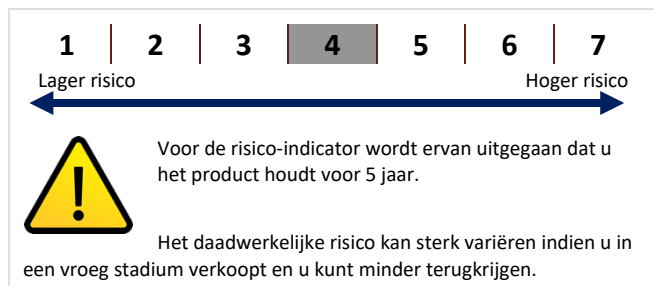 1 2 3 4 5 6 7
Lager risico Hoger risico
Voor de risico-indicator wordt ervan uitgegaan dat u
het product houdt voor 5 jaar.
Het daadwerkelijke risico kan sterk variëren indien u in
een vroeg stadium verkoopt en u kunt minder terugkrijgen.